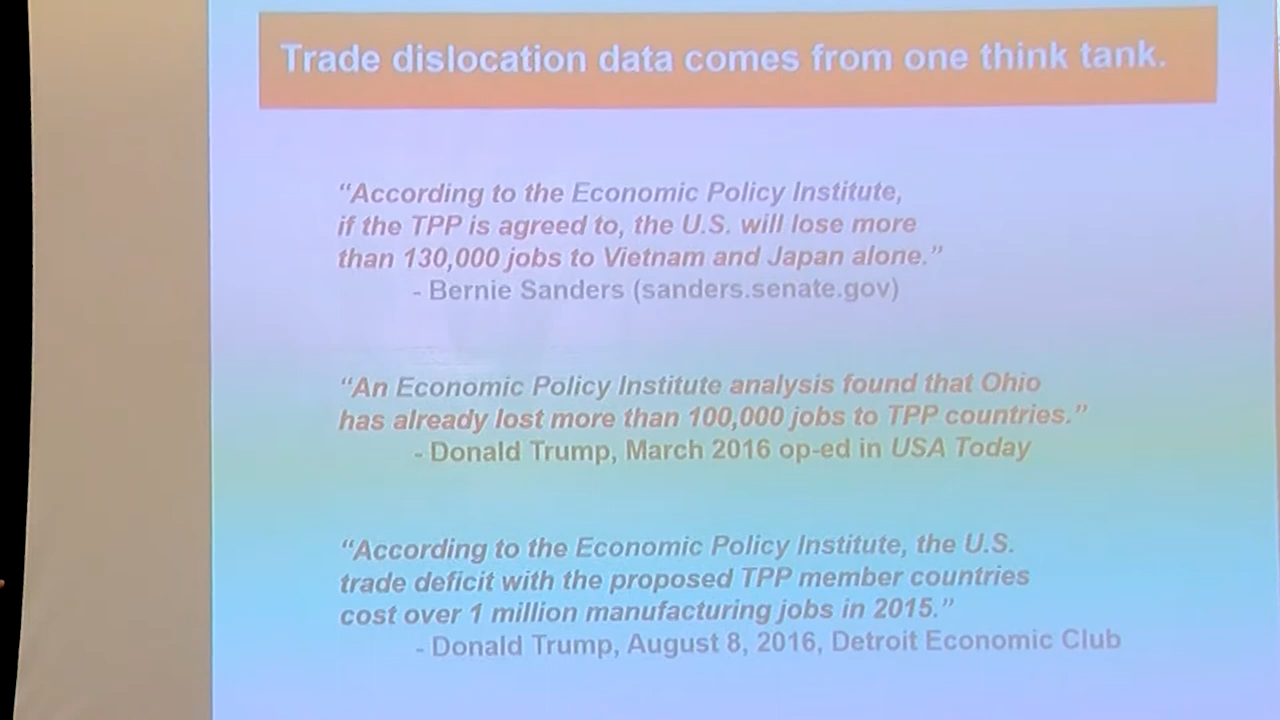 Trade dislocation data comes from one think tank.
“According to the Economic Policy Institute,
if the TPP is agreed to, the U.S. will lose more
than 130,000 jobs to Vietnam and Japan alone.”
- Bernie Sanders (sanders.senate.gov)
“An Economic Policy Institute analysis found that Ohio
has already lost more than 100,000 jobs to TPP countries.”
- Donald Trump, March 2016 op-ed in USA Today
“According to the Economic Policy Institute, the U.S.
trade deficit with the proposed TPP member countries
cost over 1 million manufacturing jobs in 2015.”
- Donald Trump, August 8, 2016, Detroit Economic Club